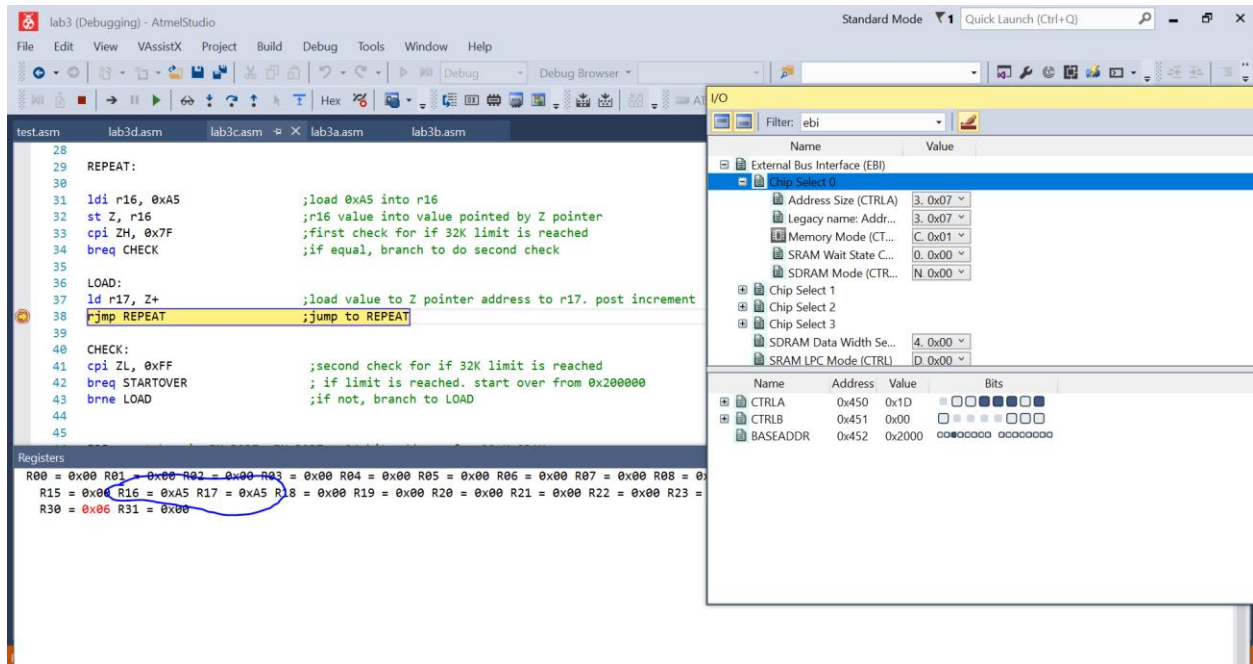 lab3 (Debugging) - AtmelStudio
Standard Mode
1
Quick Launch (Ctrl+Q)
File Edit View VAssistX Project Build Debug Tools Window Help
Debug
Debug Browser
Hex
I/O
Filter: ebi
test.asm lab3d.asm lab3c.asm lab3a.asm lab3b.asm
28
29 REPEAT:
30
31 ldi r16, 0xA5 ;load 0xA5 into r16
32 st Z, r16 ;r16 value into value pointed by Z pointer
33 cpi ZH, 0x7F ;first check for if 32K limit is reached
34 breq CHECK ;if equal, branch to do second check
35
36 LOAD:
37 ld r17, Z+ ;load value to Z pointer address to r17. post increment
38 rjmp REPEAT ;jump to REPEAT
39
40 CHECK:
41 cpi ZL, 0xFF ;second check for if 32K limit is reached
42 breq STARTOVER ; if limit is reached. start over from 0x200000
43 brne LOAD ;if not, branch to LOAD
44
45
Name Value
External Bus Interface (EBI)
Chip Select 0
Address Size (CTRLA) 3. 0x07
Legacy name: Addr... 3. 0x07
Memory Mode (CT... C. 0x01
SRAM Wait State C... 0. 0x00
SDRAM Mode (CTR... N. 0x00
Chip Select 1
Chip Select 2
Chip Select 3
SDRAM Data Width Se... 4. 0x00
SRAM LPC Mode (CTRL) D. 0x00
Name Address Value Bits
CTRLA 0x450 0x1D
CTRLB 0x451 0x00
BASEADDR 0x452 0x2000
Registers
R00 = 0x00 R01 = 0x00 R02 = 0x00 R03 = 0x00 R04 = 0x00 R05 = 0x00 R06 = 0x00 R07 = 0x00 R08 =
R15 = 0x00 R16 = 0xA5 R17 = 0xA5 R18 = 0x00 R19 = 0x00 R20 = 0x00 R21 = 0x00 R22 = 0x00 R23 =
R30 = 0x06 R31 = 0x00